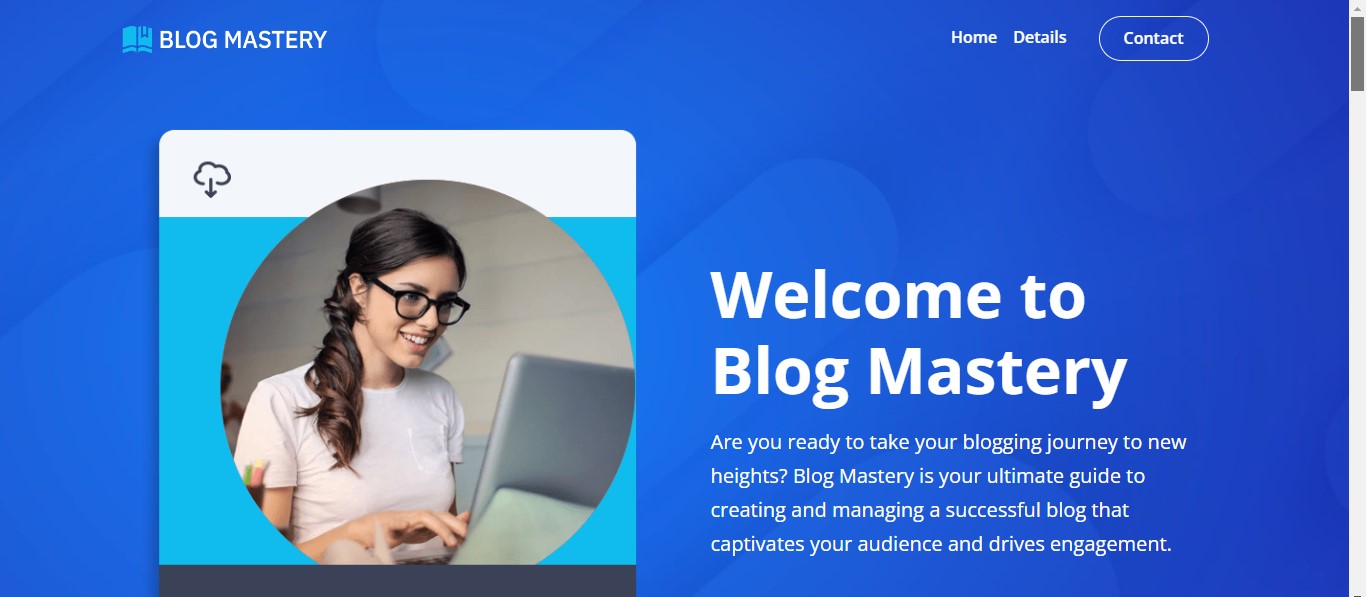 BLOG MASTERY
Home
Details
Contact
Welcome to
Blog Mastery
Are you ready to take your blogging journey to new
heights? Blog Mastery is your ultimate guide to
creating and managing a successful blog that
captivates your audience and drives engagement.